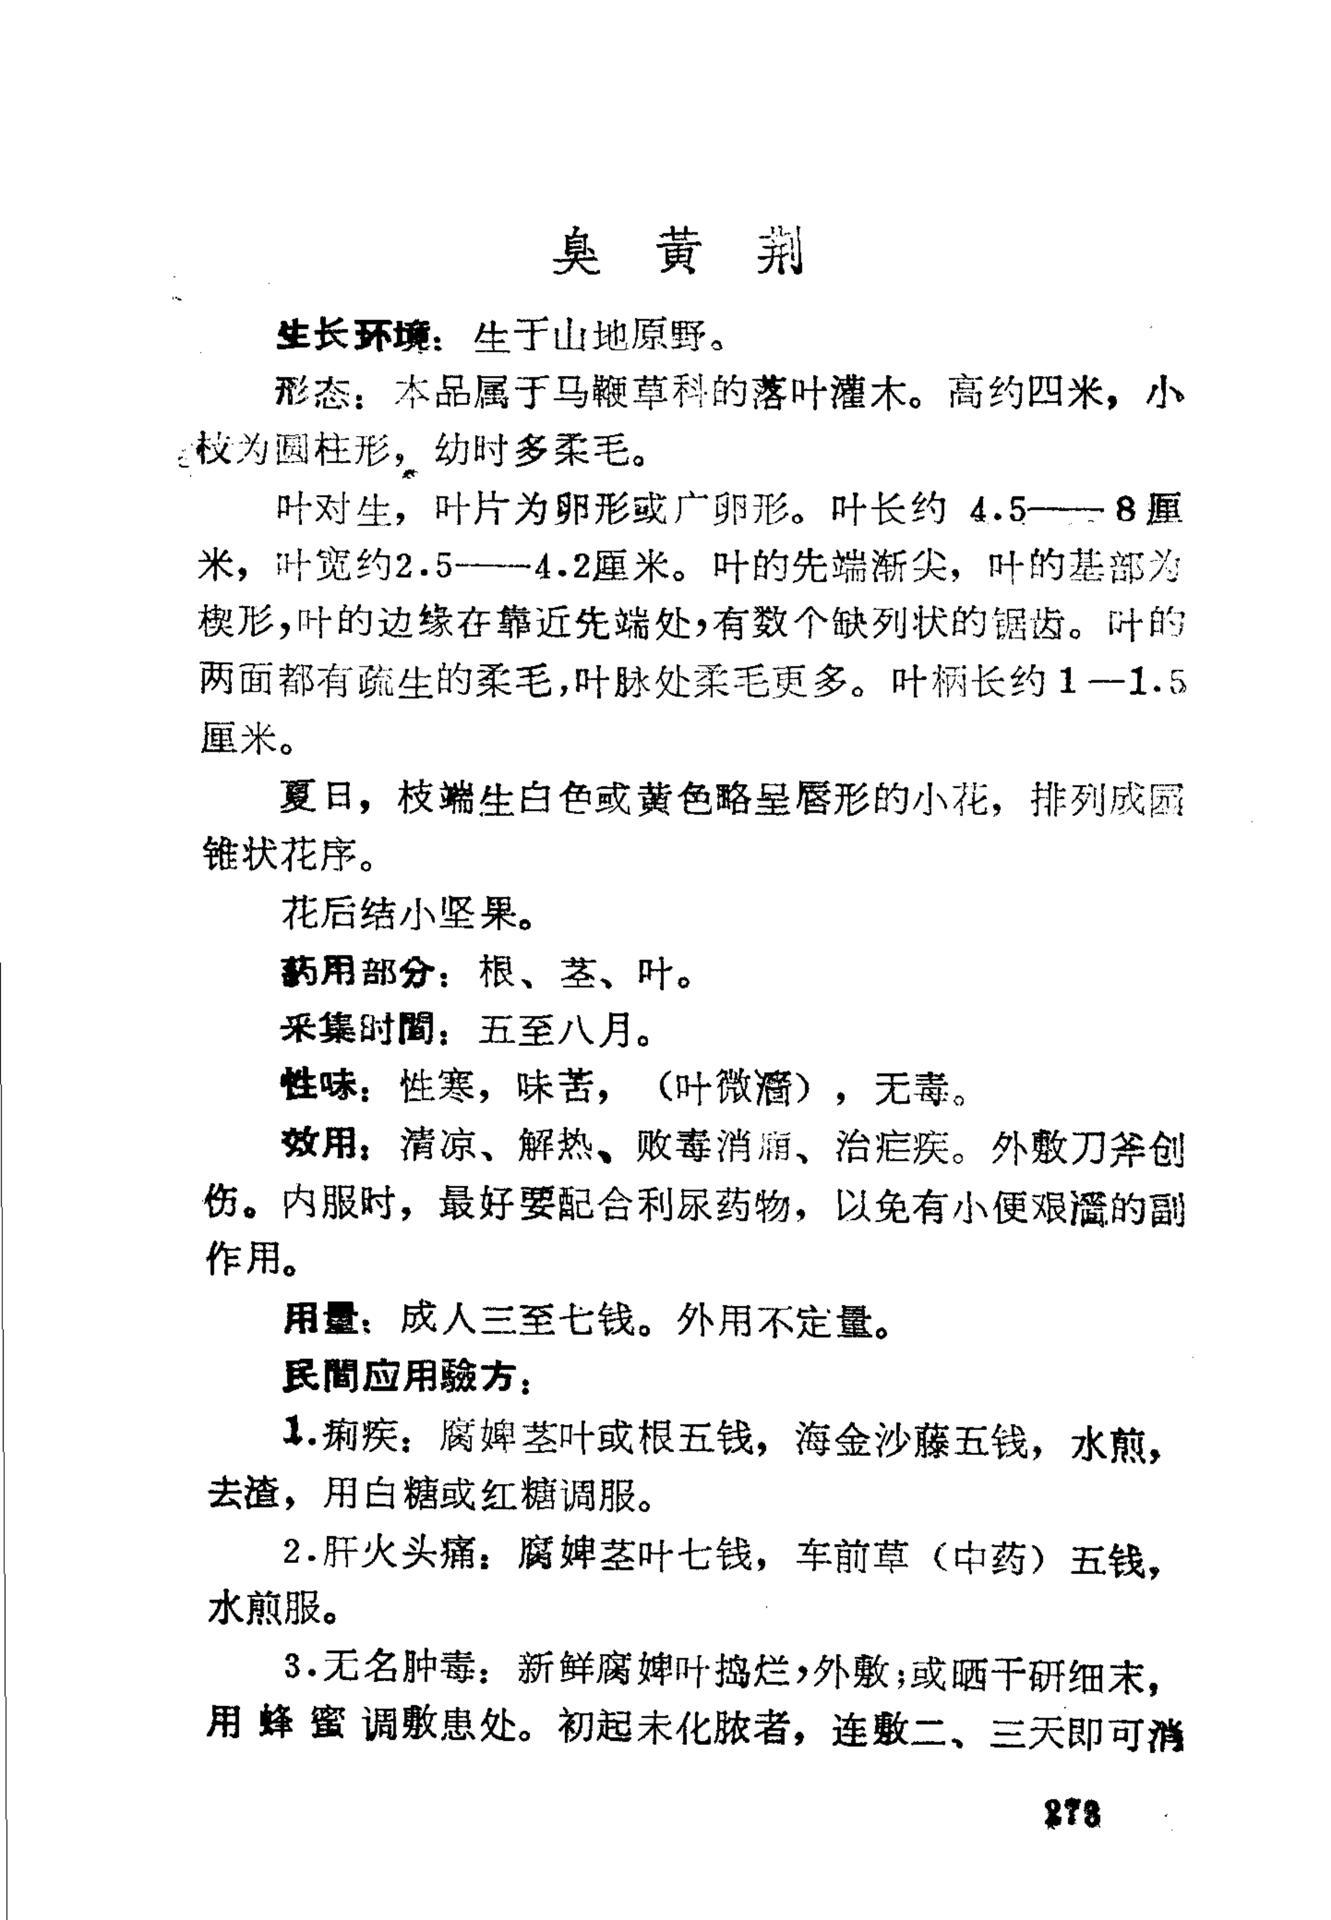 臭黄荆
生长环境：生于山地原野。
形态：本品属于马鞭草科的落叶灌木。高约四米，小
枝为圆柱形，幼时多柔毛。
叶对生，叶片为卵形或广卵形。叶长约 4.5——8厘
米，叶宽约2.5——4.2厘米。叶的先端渐尖，叶的基部为
楔形，叶的边缘在靠近先端处，有数个缺列状的锯齿。叶的
两面都有疏生的柔毛，叶脉处柔毛更多。叶柄长约1—1.5
厘米。
夏日，枝端生白色或黄色略呈唇形的小花，排列成园
锥状花序。
花后结小坚果。
药用部分：根、茎、叶。
采集时間：五至八月。
性味：性寒，味苦，（叶微濇），无毒。
效用：清凉、解热、败毒消痈、治疟疾。外敷刀斧创
伤。内服时，最好要配合利尿药物，以免有小便艰濇的副
作用。
用量：成人三至七钱。外用不定量。
民間应用驗方：
1.痢疾：腐婢茎叶或根五钱，海金沙藤五钱，水煎，
去渣，用白糖或红糖调服。
2.肝火头痛：腐婢茎叶七钱，车前草（中药）五钱，
水煎服。
3.无名肿毒：新鲜腐婢叶捣烂，外敷；或晒干研细末，
用蜂蜜调敷患处。初起未化脓者，连敷二、三天即可消
273